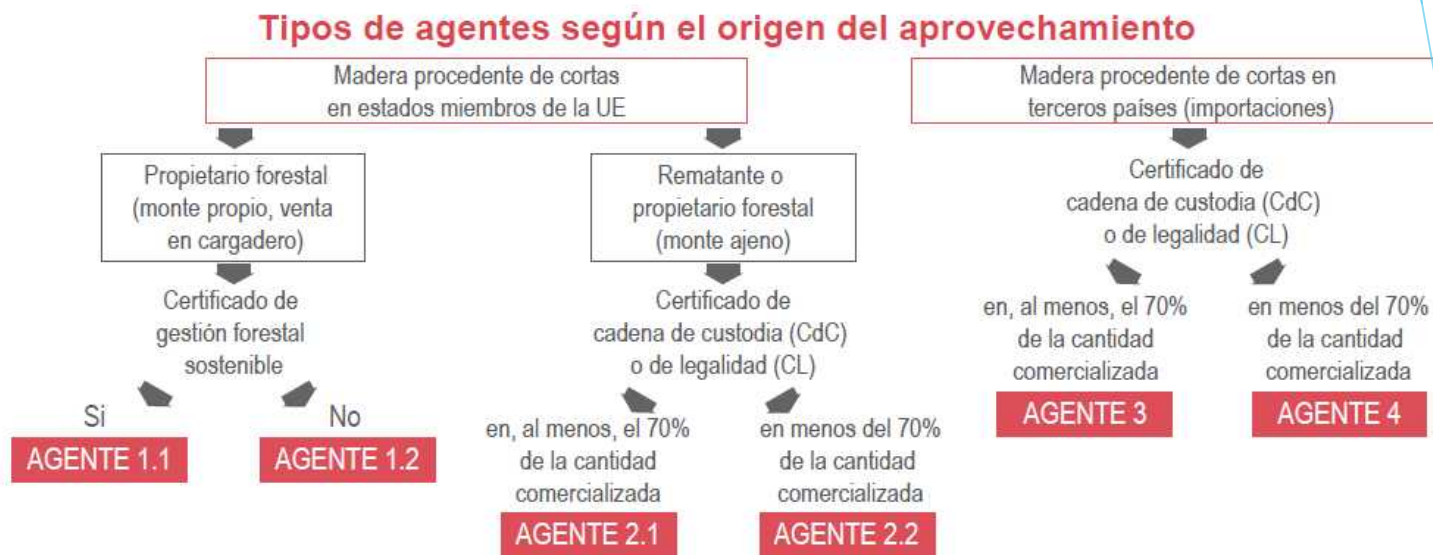 Tipos de agentes según el origen del aprovechamiento
Madera procedente de cortas
en estados miembros de la UE
Propietario forestal
(monte propio, venta
en cargadero)
Certificado de
gestión forestal
sostenible
Si
AGENTE 1.1
No
AGENTE 1.2
Rematante o
propietario forestal
(monte ajeno)
Certificado de
cadena de custodia (CdC)
o de legalidad (CL)
en, al menos, el 70%
de la cantidad
comercializada
AGENTE 2.1
en menos del 70%
de la cantidad
comercializada
AGENTE 2.2
Madera procedente de cortas en
terceros países (importaciones)
Certificado de
cadena de custodia (CdC)
o de legalidad (CL)
en, al menos, el 70%
de la cantidad
comercializada
AGENTE 3
en menos del 70%
de la cantidad
comercializada
AGENTE 4